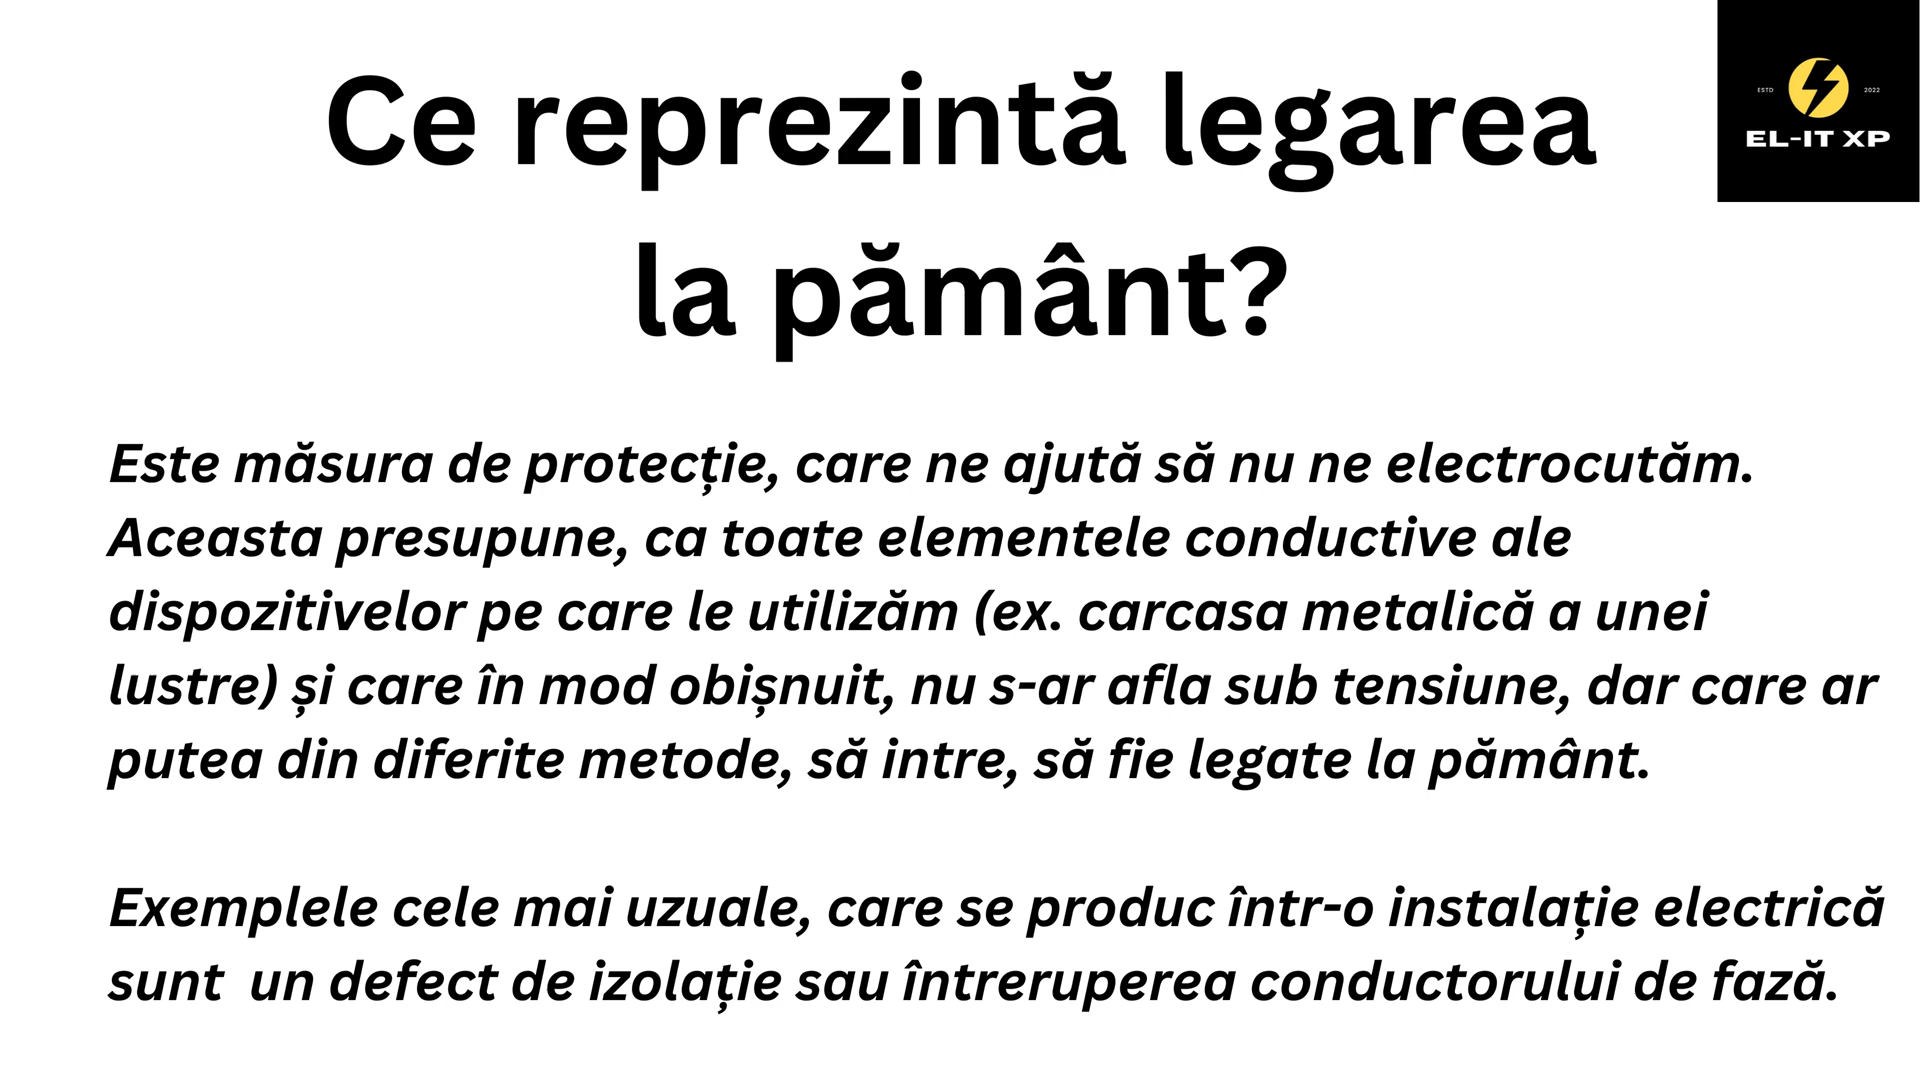 Ce reprezintă legarea
la pământ?
ESTD
2022
EL-IT XP
Este măsura de protecție, care ne ajută să nu ne electrocutăm.
Aceasta presupune, ca toate elementele conductive ale
dispozitivelor pe care le utilizăm (ex. carcasa metalică a unei
lustre) și care în mod obișnuit, nu s-ar afla sub tensiune, dar care ar
putea din diferite metode, să intre, să fie legate la pământ.
Exemplele cele mai uzuale, care se produc într-o instalație electrică
sunt  un defect de izolație sau întreruperea conductorului de fază.